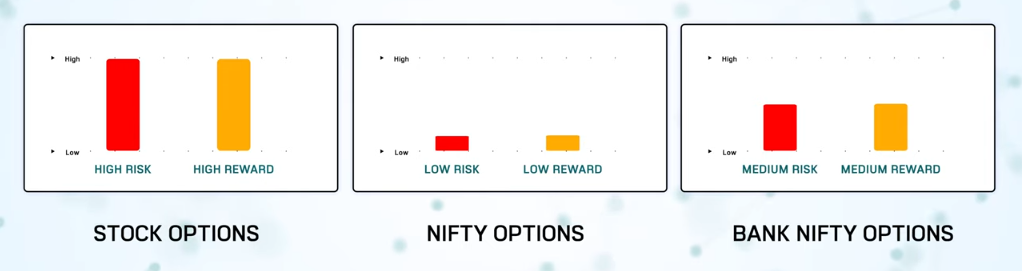 High
Low
HIGH RISK HIGH REWARD
STOCK OPTIONS
High
Low
LOW RISK LOW REWARD
NIFTY OPTIONS
High
Low
MEDIUM RISK MEDIUM REWARD
BANK NIFTY OPTIONS